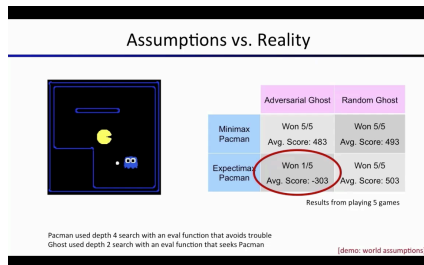 Assumptions vs. Reality
Adversarial Ghost
Random Ghost
Minimax
Pacman
Won 5/5
Avg. Score: 483
Won 5/5
Avg. Score: 493
Expectimax
Pacman
Won 1/5
Avg. Score: -303
Won 5/5
Avg. Score: 503
Results from playing 5 games
Pacman used depth 4 search with an eval function that avoids trouble
Ghost used depth 2 search with an eval function that seeks Pacman
[demo: world assumptions]